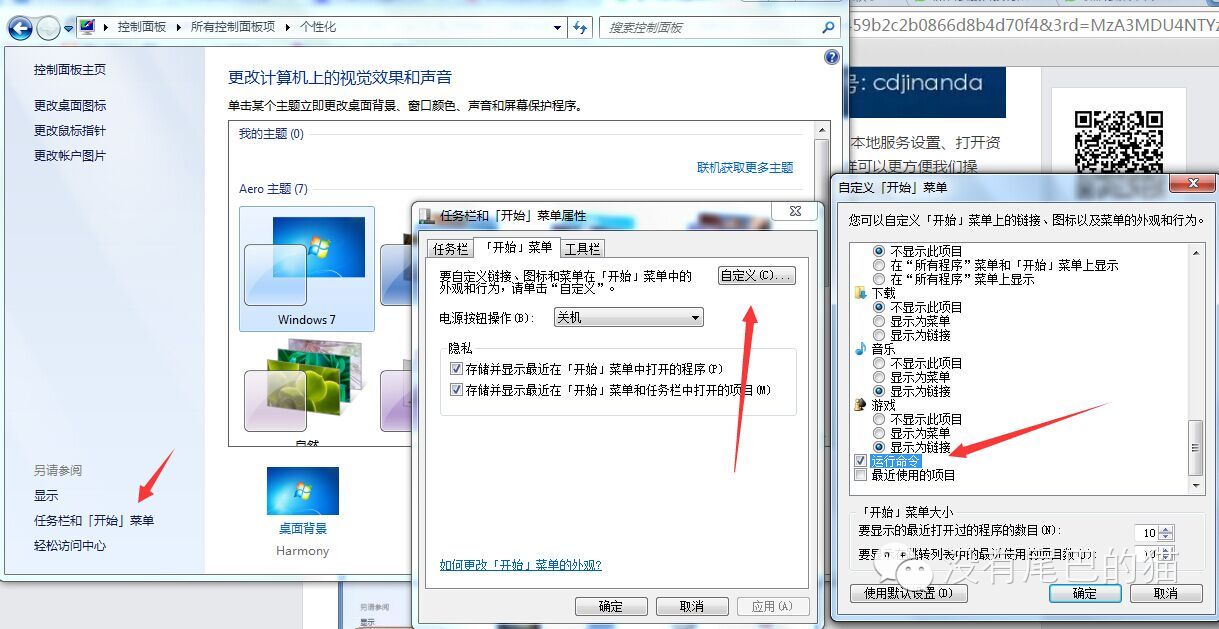 控制面板 ▸ 所有控制面板项 ▸ 个性化
搜索控制面板
控制面板主页
更改桌面图标
更改鼠标指针
更改帐户图片
另请参阅
显示
任务栏和「开始」菜单
轻松访问中心
更改计算机上的视觉效果和声音
单击某个主题立即更改桌面背景、窗口颜色、声音和屏幕保护程序。
我的主题 (0)
联机获取更多主题
Aero 主题 (7)
Windows 7
自然
桌面背景
Harmony
任务栏和「开始」菜单属性
任务栏
「开始」菜单
工具栏
要自定义链接、图标和菜单在「开始」菜单中的
外观和行为，请单击“自定义”。
自定义(C)...
电源按钮操作(B):
关机
隐私
存储并显示最近在「开始」菜单中打开的程序(P)
存储并显示最近在「开始」菜单和任务栏中打开的项目(M)
如何更改「开始」菜单的外观?
确定
取消
应用(A)
另请参阅
显示
59b2c2b0866d8b4d70f4&3rd=MzA3MDU4NTYz
号: cdjinanda
本地服务设置、打开资
可以更方便我们操
自定义「开始」菜单
您可以自定义「开始」菜单上的链接、图标以及菜单的外观和行为。
不显示此项目
在“所有程序”菜单和「开始」菜单上显示
在“所有程序”菜单上显示
下载
不显示此项目
显示为菜单
显示为链接
音乐
不显示此项目
显示为菜单
显示为链接
游戏
不显示此项目
显示为菜单
显示为链接
运行命令
最近使用的项目
「开始」菜单大小
要显示的最近打开过的程序的数目(N):
10
要显示在跳转列表中的最近使用的项目数(J):
10
没有尾巴的猫
使用默认设置(D)
确定
取消